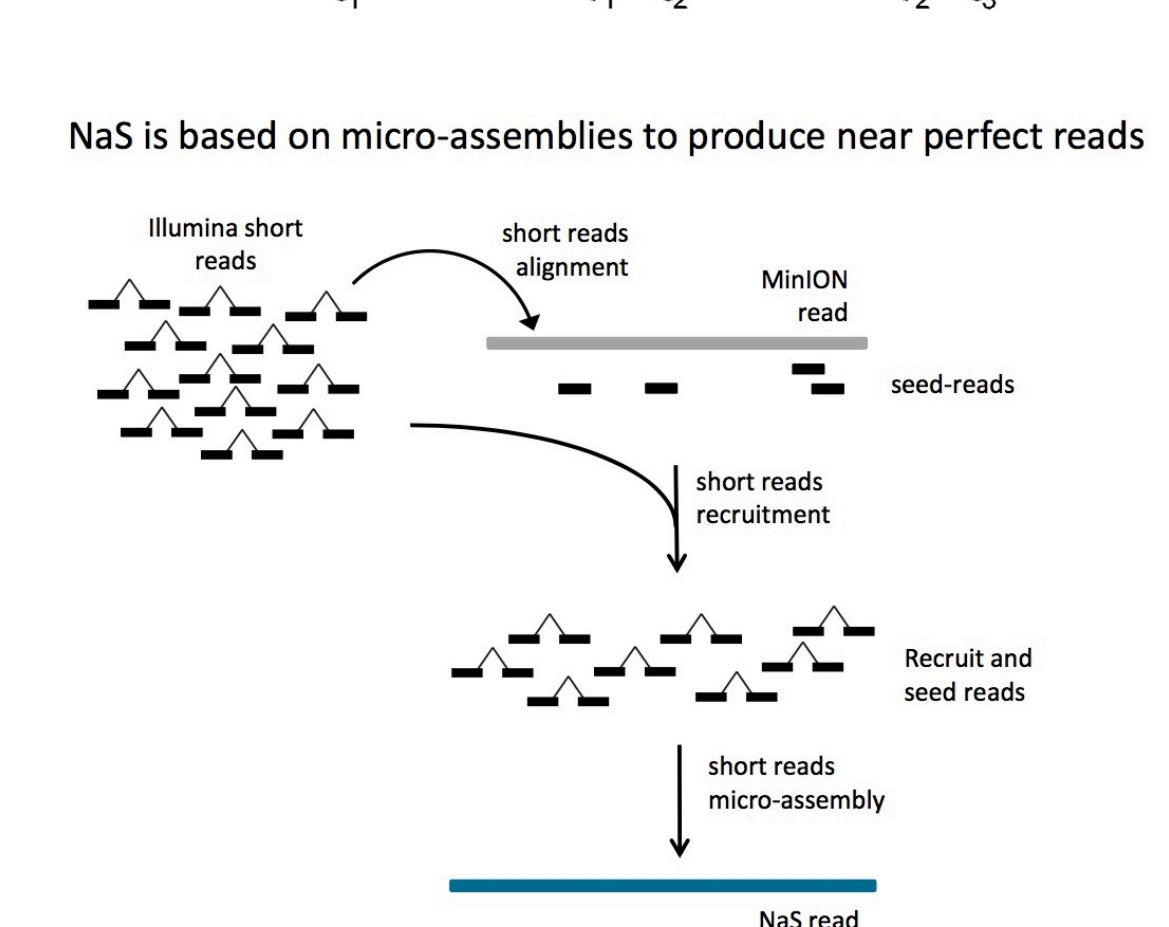 NaS is based on micro-assemblies to produce near perfect reads
Illumina short
reads
short reads
alignment
MinION
read
seed-reads
short reads
recruitment
Recruit and
seed reads
short reads
micro-assembly
NaS read